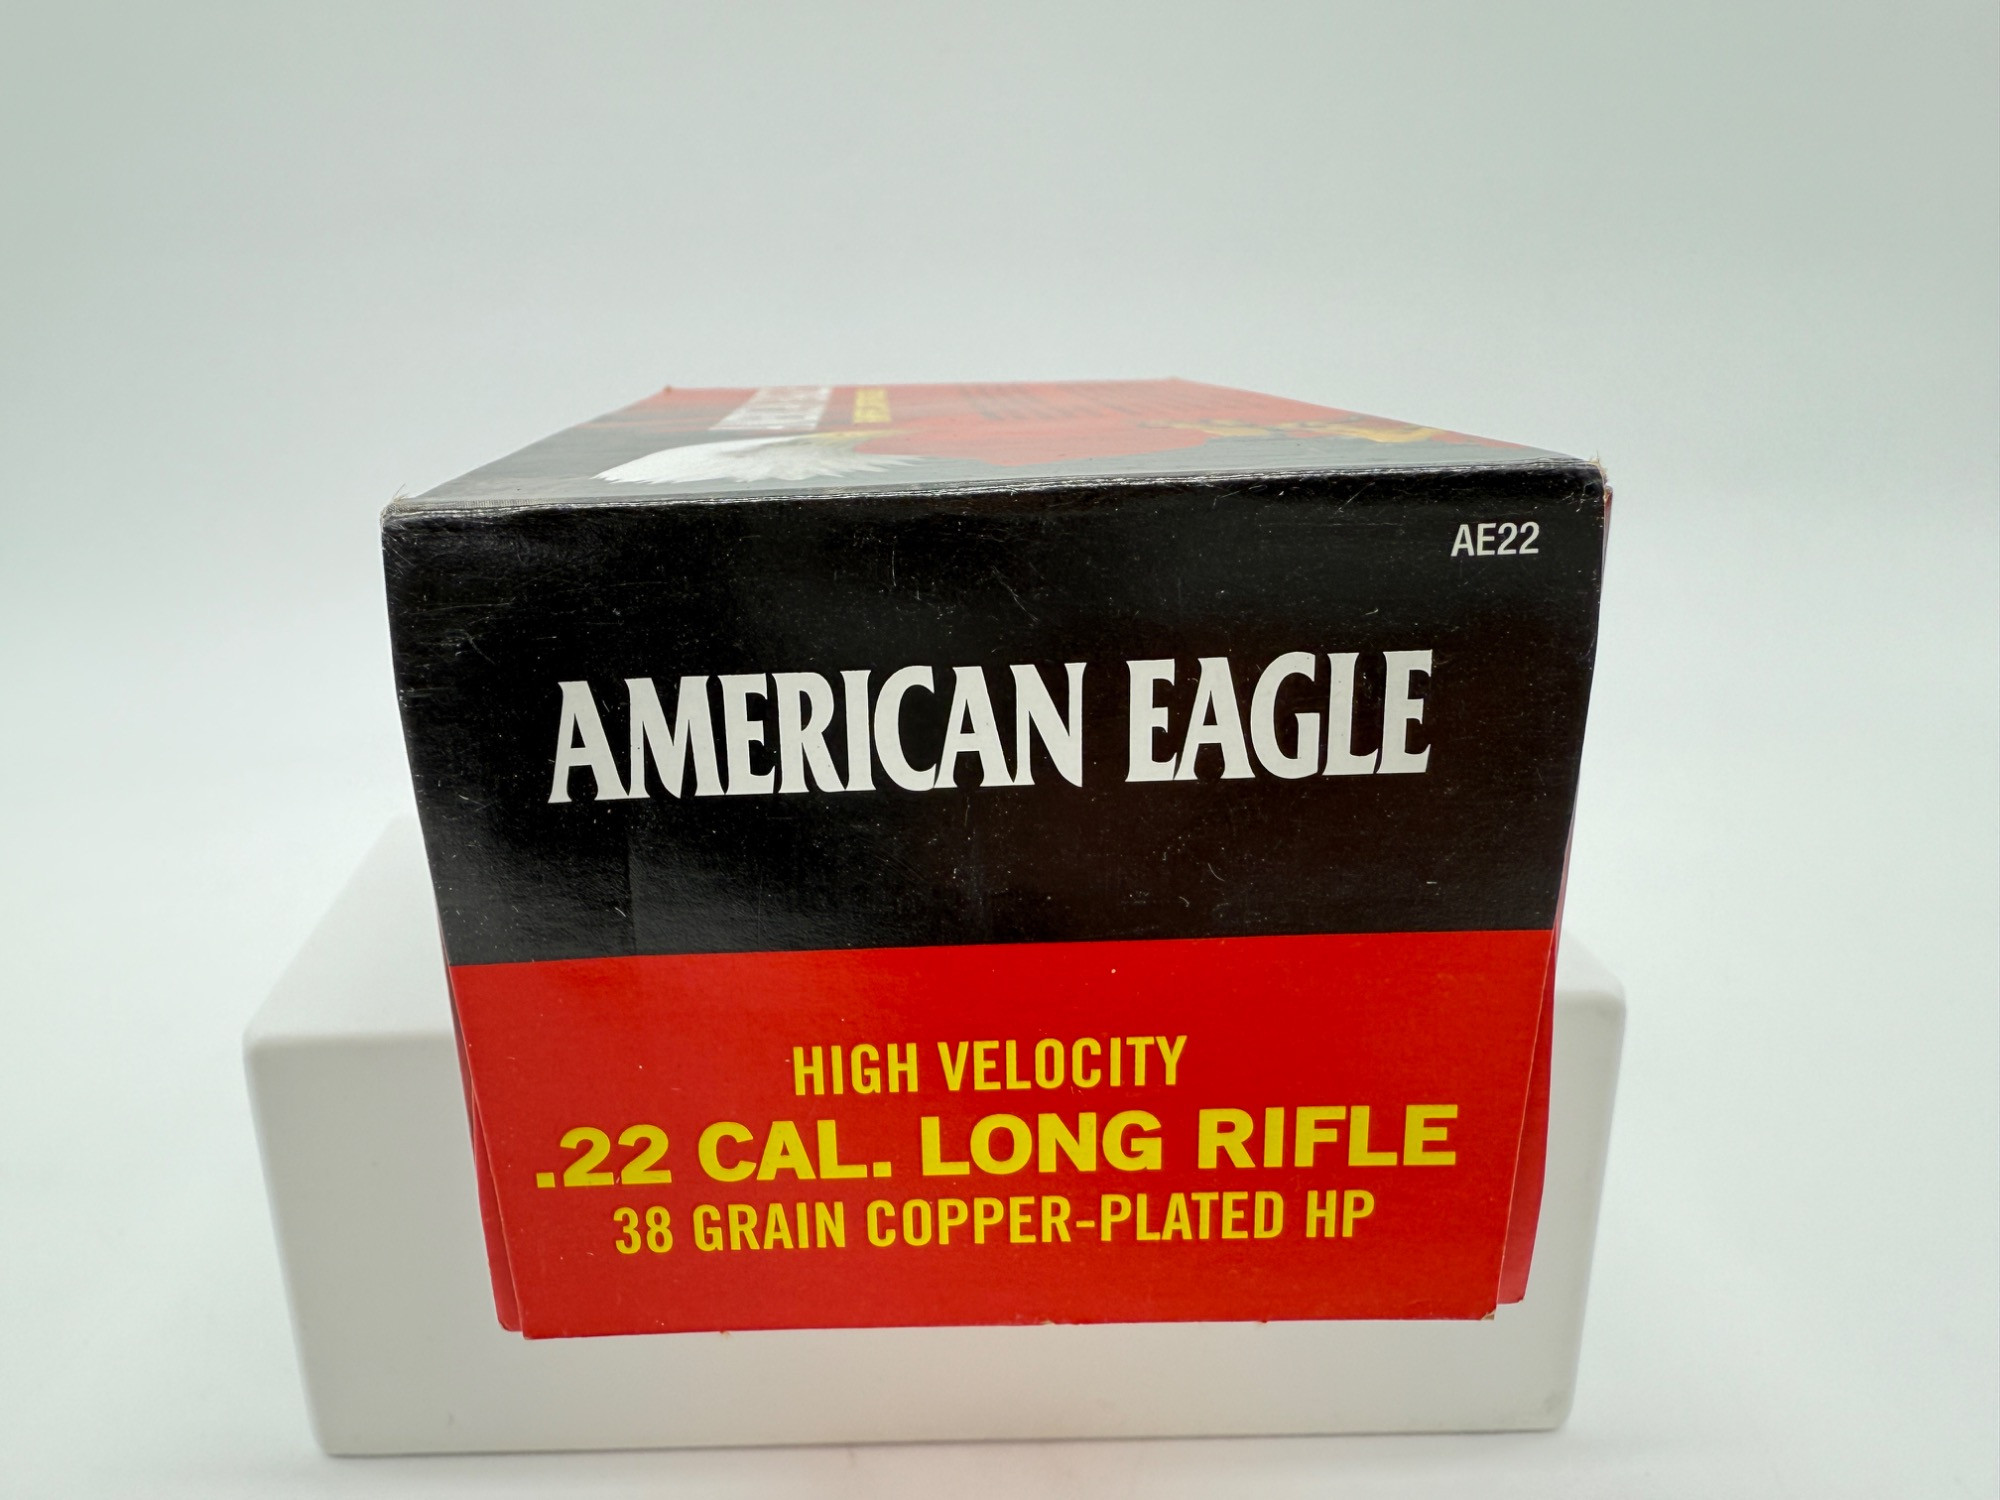 AE22
AMERICAN EAGLE
HIGH VELOCITY
.22 CAL. LONG RIFLE
38 GRAIN COPPER-PLATED HP